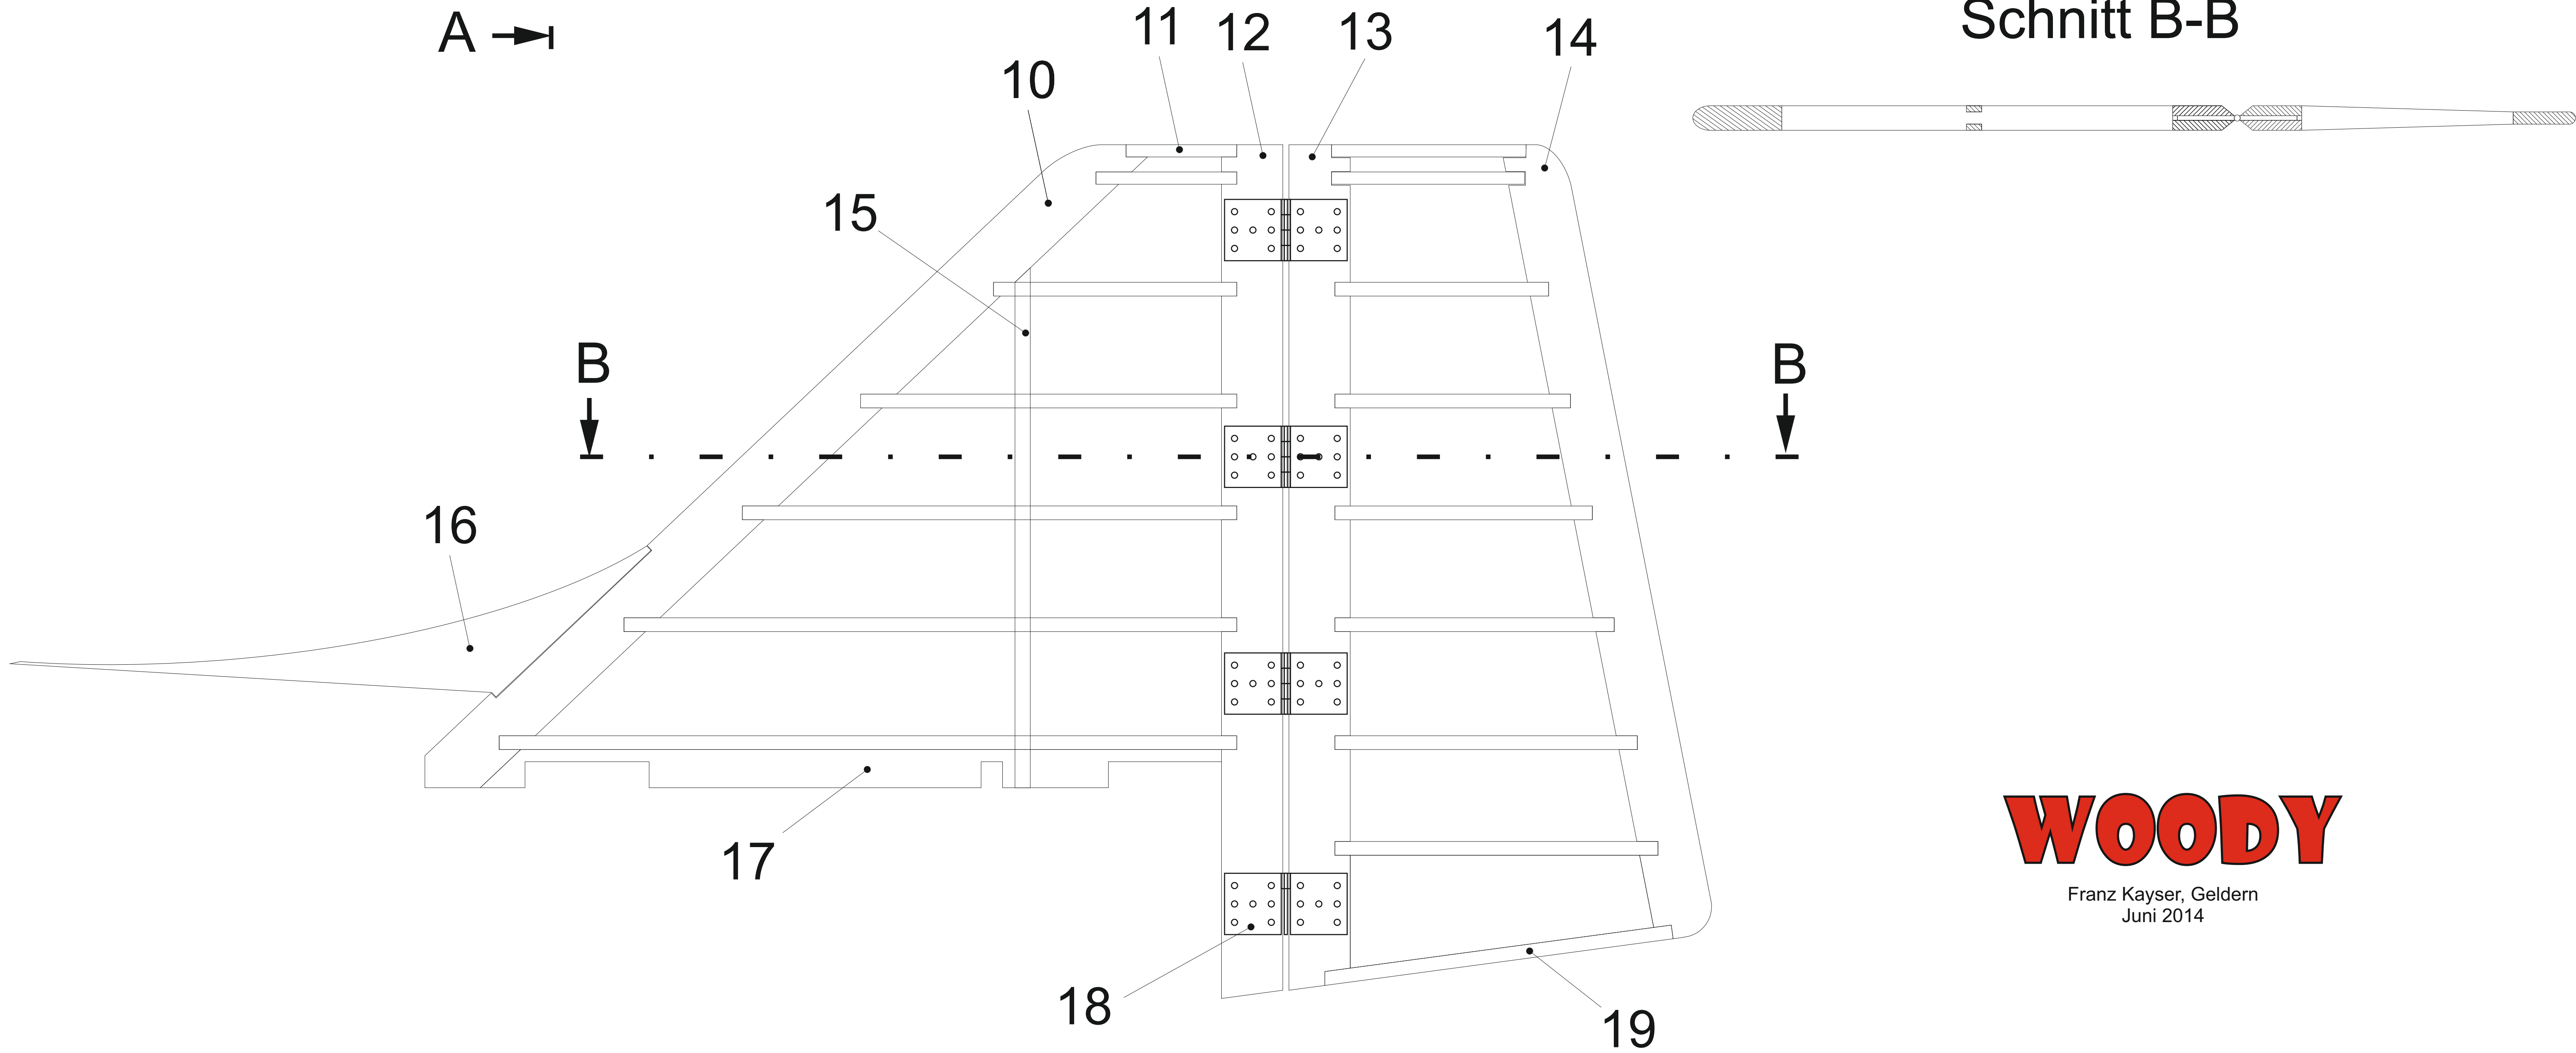 A
11
12
13
14
Schnitt B-B
10
15
B
B
16
17
18
19
WOODY
Franz Kayser, Geldern
Juni 2014